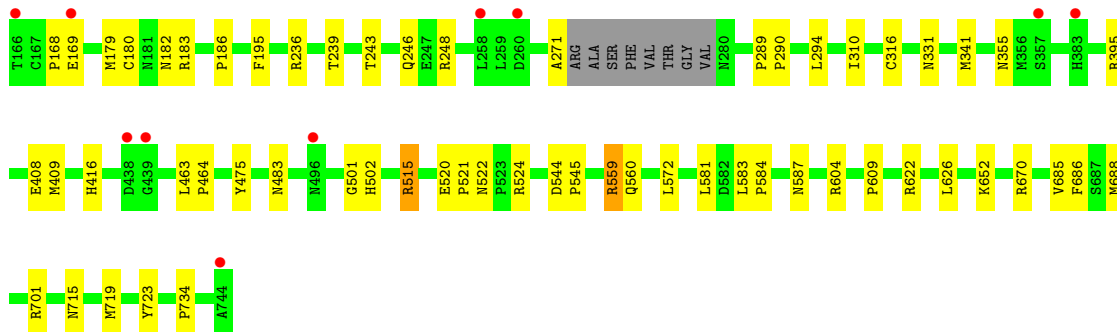 T166 C167 P168 E169 M179 C180 N181 N182 R183 P186 F195 R236 T239 T243 Q246 E247 R248 L258 L259 D260 A271 ARG ALA SER PHE VAL THR GLY VAL N280 P289 P290 L294 I310 C316 N331 M341 N355 M356 S357 H383 R395
E408 M409 H416 D438 G439 L463 P464 Y475 N483 N496 G501 H502 R515 E520 P521 N522 P523 R524 D544 P545 R559 Q560 L572 L581 D582 L583 P584 N587 R604 P609 R622 L626 K652 R670 V685 F686 S687 M688
R701 N715 M719 Y723 P734 A744